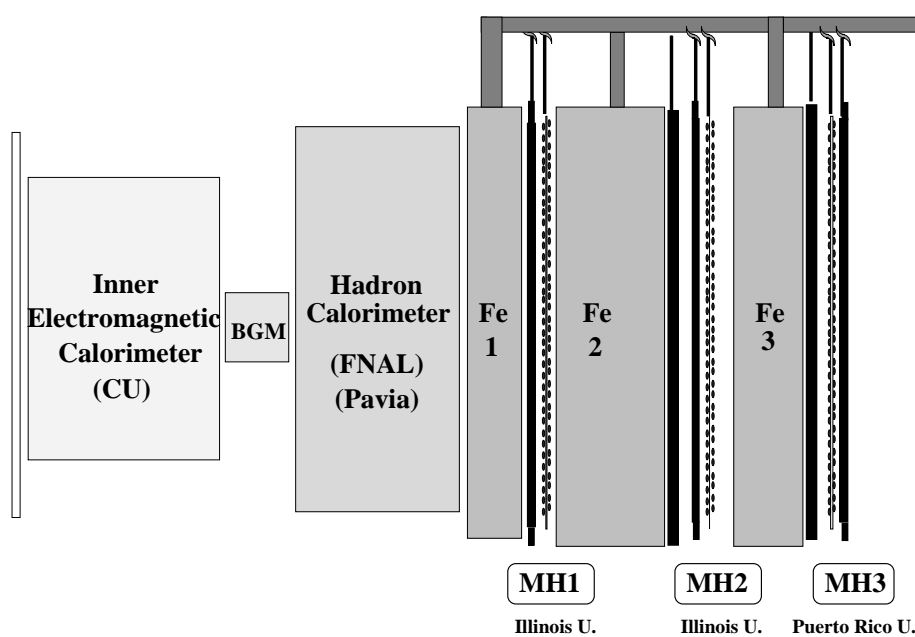 Inner
Electromagnetic
Calorimeter
(CU)
BGM
Hadron
Calorimeter
(FNAL)
(Pavia)
Fe
1
Fe
2
Fe
3
MH1
MH2
MH3
Illinois U.
Illinois U.
Puerto Rico U.